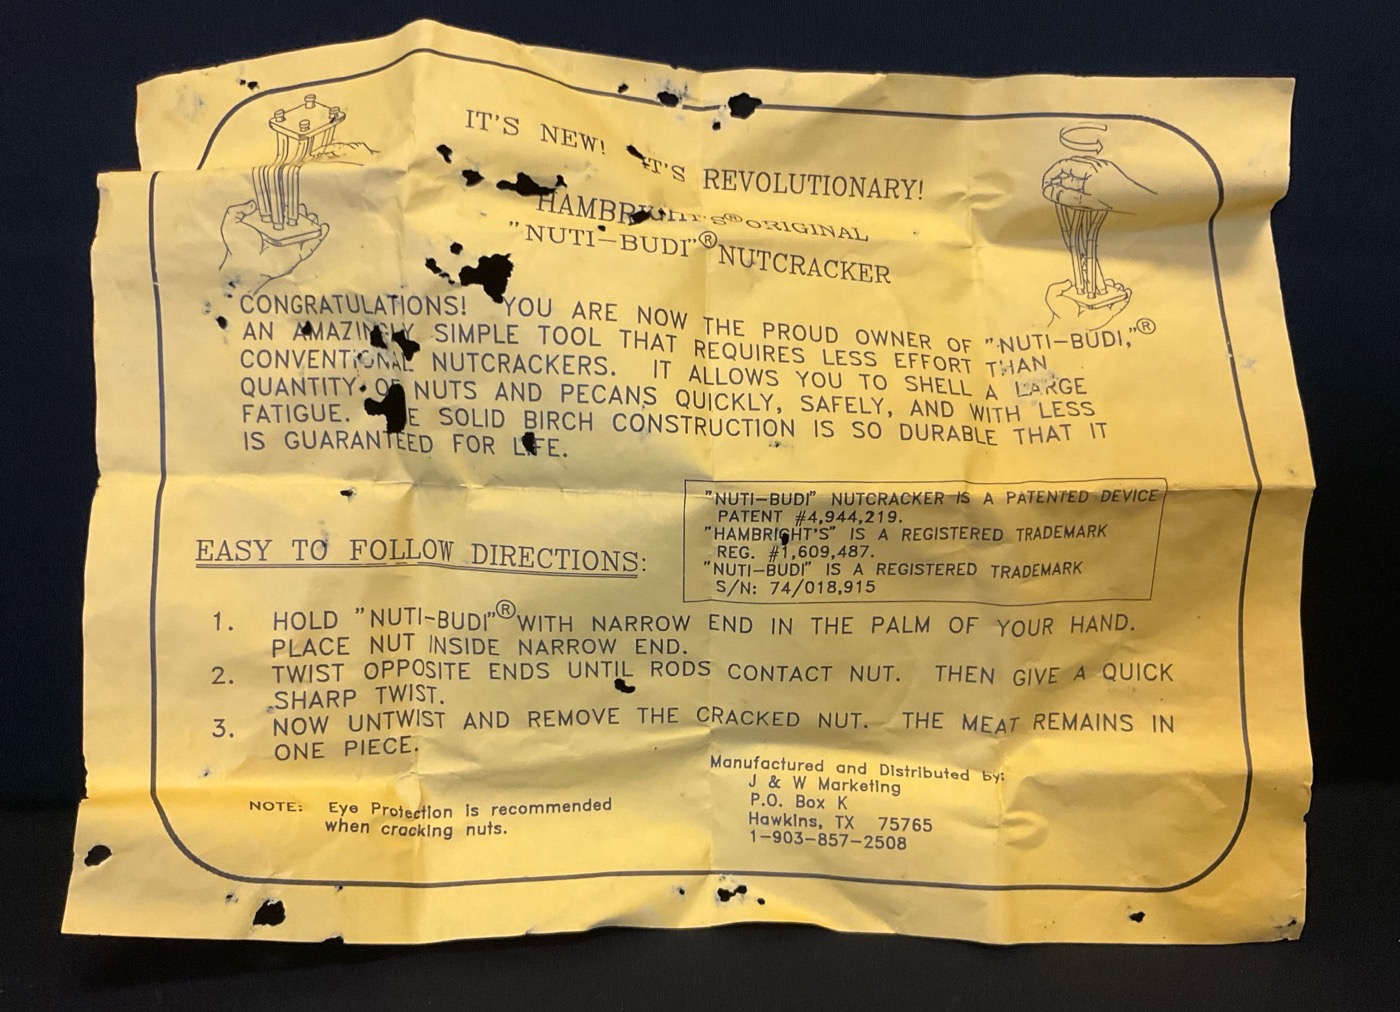 IT'S NEW! IT'S REVOLUTIONARY!
HAMBRIGHT'S® ORIGINAL
"NUTI-BUDI"® NUTCRACKER
CONGRATULATIONS! YOU ARE NOW THE PROUD OWNER OF "NUTI-BUDI,"®
AN AMAZINGLY SIMPLE TOOL THAT REQUIRES LESS EFFORT THAN
CONVENTIONAL NUTCRACKERS. IT ALLOWS YOU TO SHELL A LARGE
QUANTITY OF NUTS AND PECANS QUICKLY, SAFELY, AND WITH LESS
FATIGUE. SOLID BIRCH CONSTRUCTION IS SO DURABLE THAT IT
IS GUARANTEED FOR LIFE.
"NUTI-BUDI" NUTCRACKER IS A PATENTED DEVICE
PATENT #4,944,219.
"HAMBRIGHT'S" IS A REGISTERED TRADEMARK
REG. #1,609,487.
"NUTI-BUDI" IS A REGISTERED TRADEMARK
S/N: 74/018,915
EASY TO FOLLOW DIRECTIONS:
1. HOLD "NUTI-BUDI"® WITH NARROW END IN THE PALM OF YOUR HAND.
PLACE NUT INSIDE NARROW END.
2. TWIST OPPOSITE ENDS UNTIL RODS CONTACT NUT. THEN GIVE A QUICK
SHARP TWIST.
3. NOW UNTWIST AND REMOVE THE CRACKED NUT. THE MEAT REMAINS IN
ONE PIECE.
NOTE: Eye Protection is recommended
when cracking nuts.
Manufactured and Distributed by:
J & W Marketing
P.O. Box K
Hawkins, TX 75765
1-903-857-2508